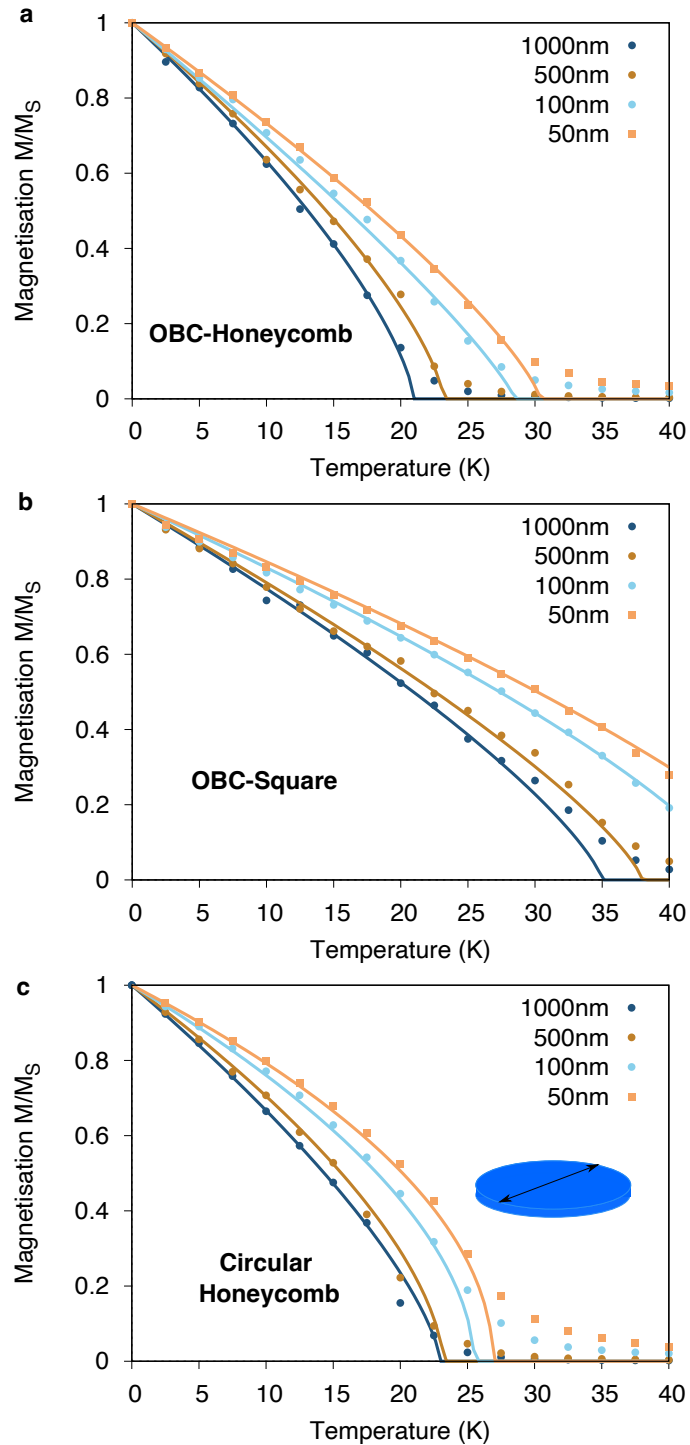 a
Magnetisation M/MS
1
0.8
0.6
0.4
0.2
0
1000nm
500nm
100nm
50nm
OBC-Honeycomb
0 5 10 15 20 25 30 35 40
Temperature (K)
b
Magnetisation M/MS
1
0.8
0.6
0.4
0.2
0
1000nm
500nm
100nm
50nm
OBC-Square
0 5 10 15 20 25 30 35 40
Temperature (K)
c
Magnetisation M/MS
1
0.8
0.6
0.4
0.2
0
1000nm
500nm
100nm
50nm
Circular
Honeycomb
0 5 10 15 20 25 30 35 40
Temperature (K)